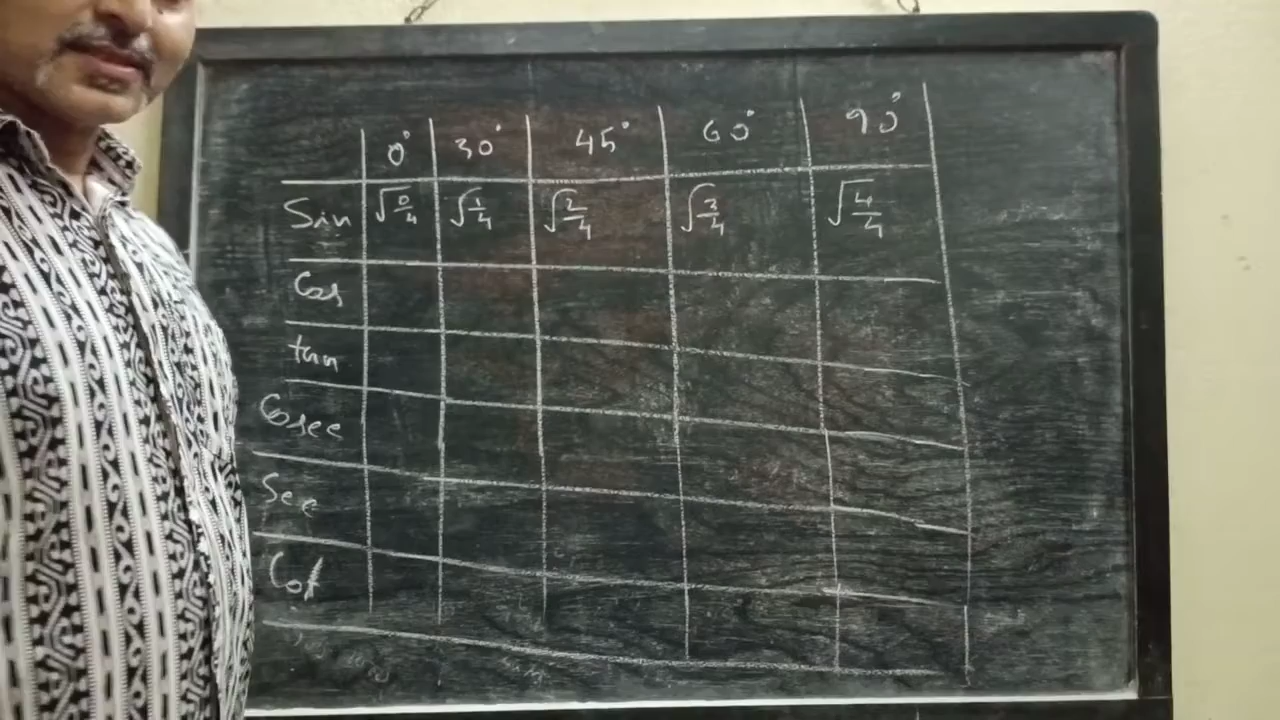 0° 30° 45° 60° 90°
Sin √0/4 √1/4 √2/4 √3/4 √4/4
Cos
tan
Cosec
Sec
Cot